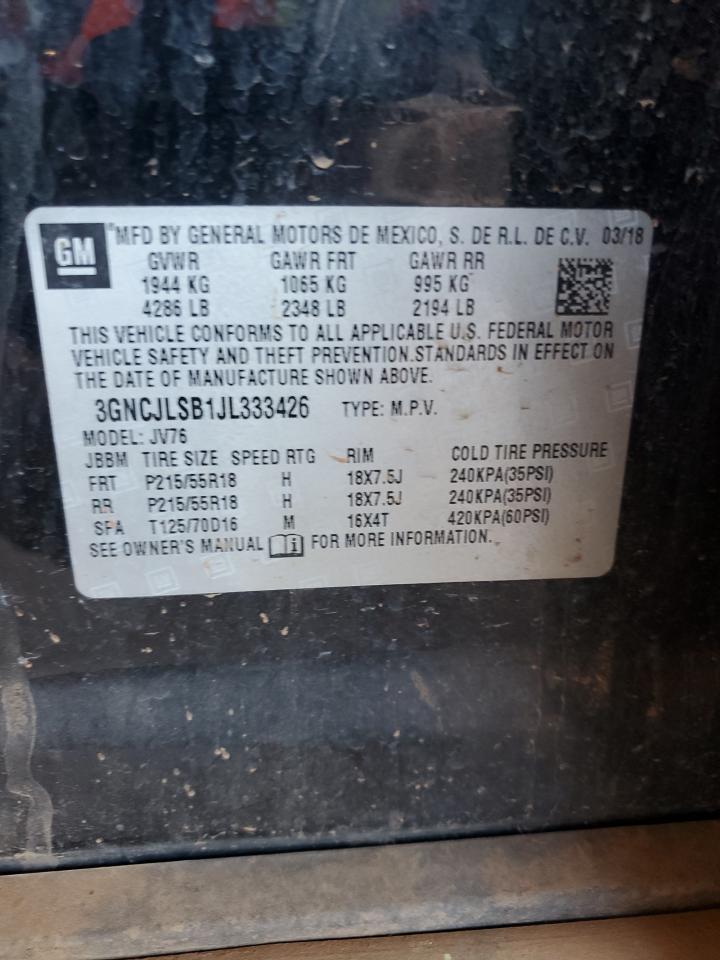 GM
MFD BY GENERAL MOTORS DE MEXICO, S. DE R.L. DE C.V. 03/18
GVWR GAWR FRT GAWR RR
1944 KG 1065 KG 995 KG
4286 LB 2348 LB 2194 LB
THIS VEHICLE CONFORMS TO ALL APPLICABLE U.S. FEDERAL MOTOR
VEHICLE SAFETY AND THEFT PREVENTION STANDARDS IN EFFECT ON
THE DATE OF MANUFACTURE SHOWN ABOVE.
3GNCJLSB1JL333426 TYPE: M.P.V.
MODEL: JV76
JBBM TIRE SIZE SPEED RTG RIM COLD TIRE PRESSURE
FRT P215/55R18 H 18X7.5J 240KPA(35PSI)
RR P215/55R18 H 18X7.5J 240KPA(35PSI)
SPA T125/70D16 M 16X4T 420KPA(60PSI)
SEE OWNER'S MANUAL i FOR MORE INFORMATION.